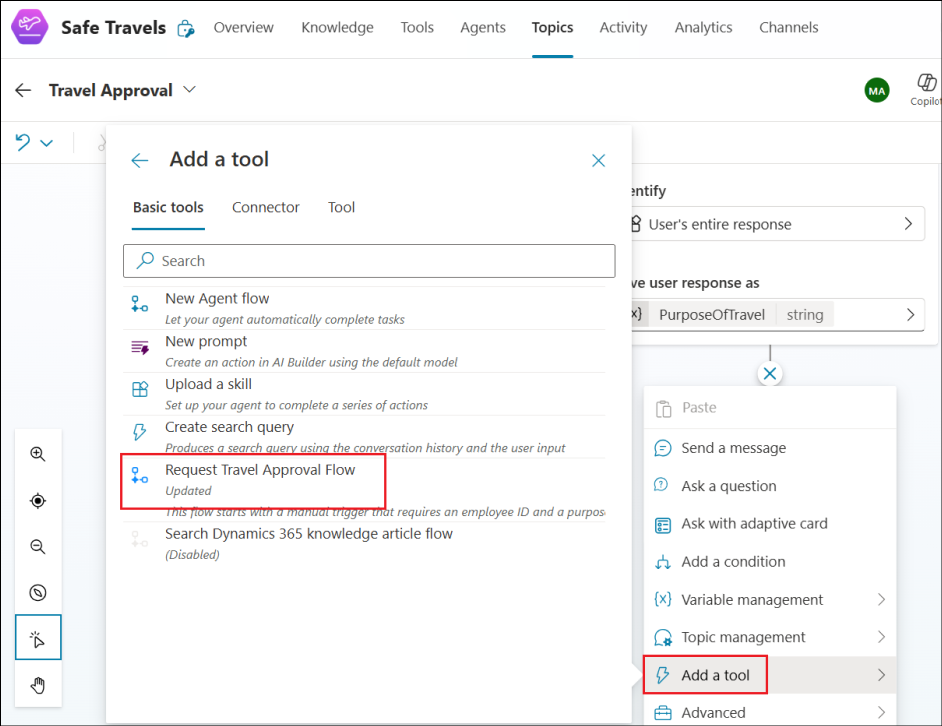 Safe Travels
Overview
Knowledge
Tools
Agents
Topics
Activity
Analytics
Channels
Travel Approval
MA
Copilot
Add a tool
Basic tools
Connector
Tool
Search
New Agent flow
Let your agent automatically complete tasks
New prompt
Create an action in AI Builder using the default model
Upload a skill
Set up your agent to complete a series of actions
Create search query
Produces a search query using the conversation history and the user input
Request Travel Approval Flow
Updated
This flow starts with a manual trigger that requires an employee ID and a purpos
Search Dynamics 365 knowledge article flow
(Disabled)
entify
User's entire response
ve user response as
{x} PurposeOfTravel string
Paste
Send a message
Ask a question
Ask with adaptive card
Add a condition
{x} Variable management
Topic management
Add a tool
Advanced